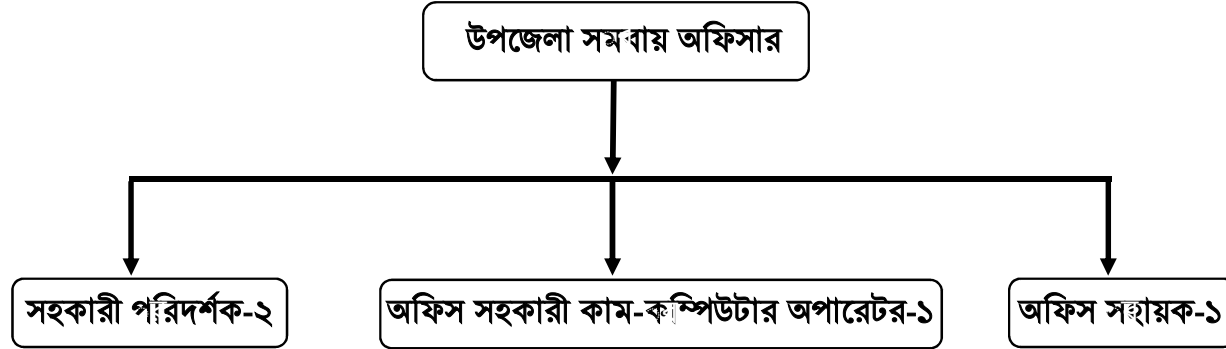 উপজেলা সমবায় অফিসার
সহকারী পরিদর্শক-২
অফিস সহকারী কাম-কম্পিউটার অপারেটর-১
অফিস সহায়ক-১